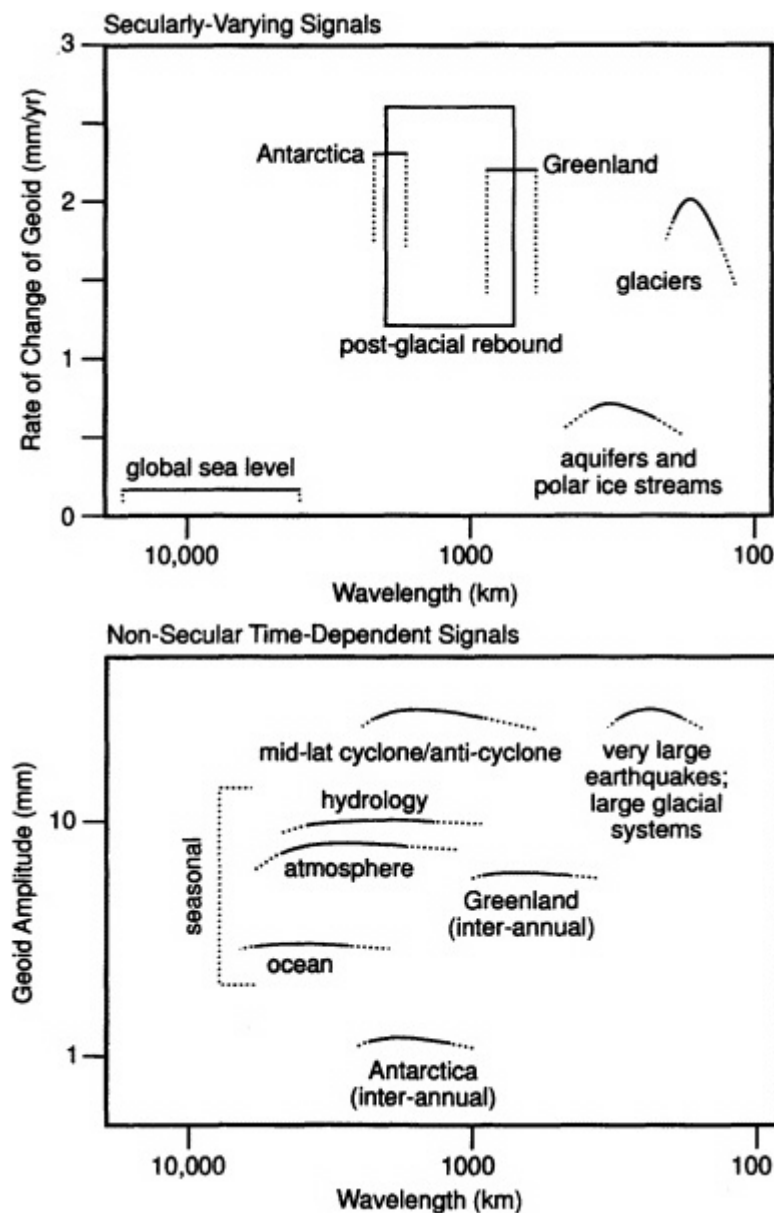 Secularly-Varying Signals
Rate of Change of Geoid (mm/yr)
3
2
1
0
Antarctica
Greenland
glaciers
post-glacial rebound
global sea level
aquifers and
polar ice streams
10,000
1000
100
Wavelength (km)
Non-Secular Time-Dependent Signals
Geoid Amplitude (mm)
10
1
mid-lat cyclone/anti-cyclone
very large
earthquakes;
large glacial
systems
hydrology
seasonal
atmosphere
Greenland
(inter-annual)
ocean
Antarctica
(inter-annual)
10,000
1000
100
Wavelength (km)